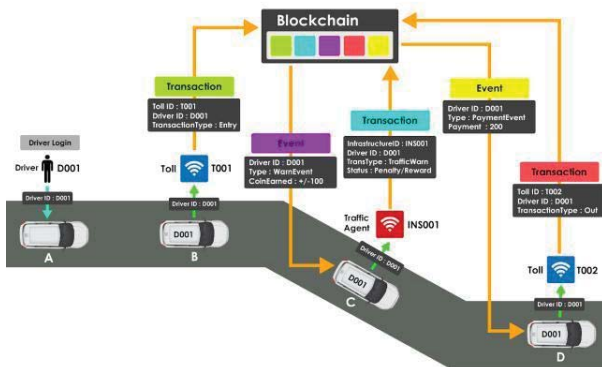 Blockchain
Transaction
Toll ID : T001
Driver ID : D001
TransactionType : Entry
Event
Driver ID : D001
Type : WarnEvent
CoinEarned : +/-100
Transaction
InfrastructureID : INS001
Driver ID : D001
TransType : TrafficWarn
Status : Penalty/Reward
Event
Driver ID : D001
Type : PaymentEvent
Payment : 200
Transaction
Toll ID : T002
Driver ID : D001
TransactionType : Out
Driver Login
Driver D001
Driver ID : D001
A
Toll T001
Driver ID : D001
D001
B
Traffic
Agent INS001
Driver ID : D001
D001
C
Toll T002
Driver ID : D001
D001
D